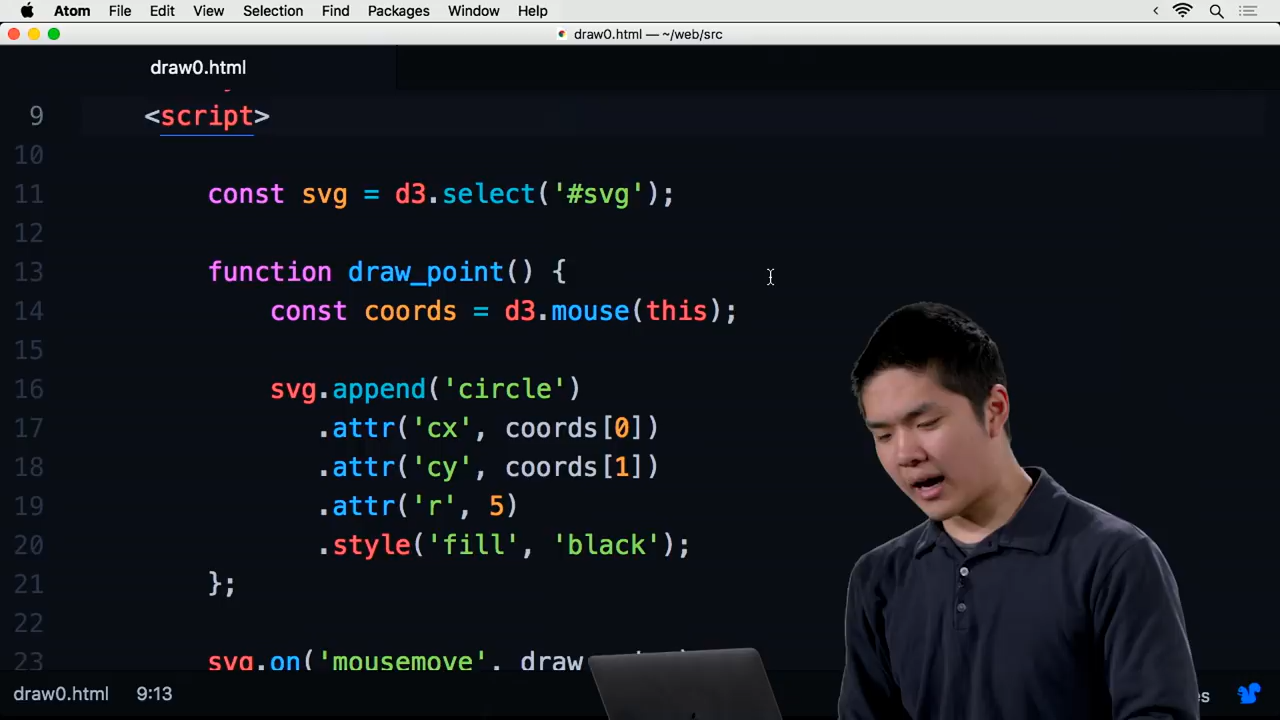 Atom File Edit View Selection Find Packages Window Help
draw0.html — ~/web/src
draw0.html
9 <script>
10
11 const svg = d3.select('#svg');
12
13 function draw_point() {
14 const coords = d3.mouse(this);
15
16 svg.append('circle')
17 .attr('cx', coords[0])
18 .attr('cy', coords[1])
19 .attr('r', 5)
20 .style('fill', 'black');
21 };
22
23 svg.on('mousemove', draw
draw0.html 9:13